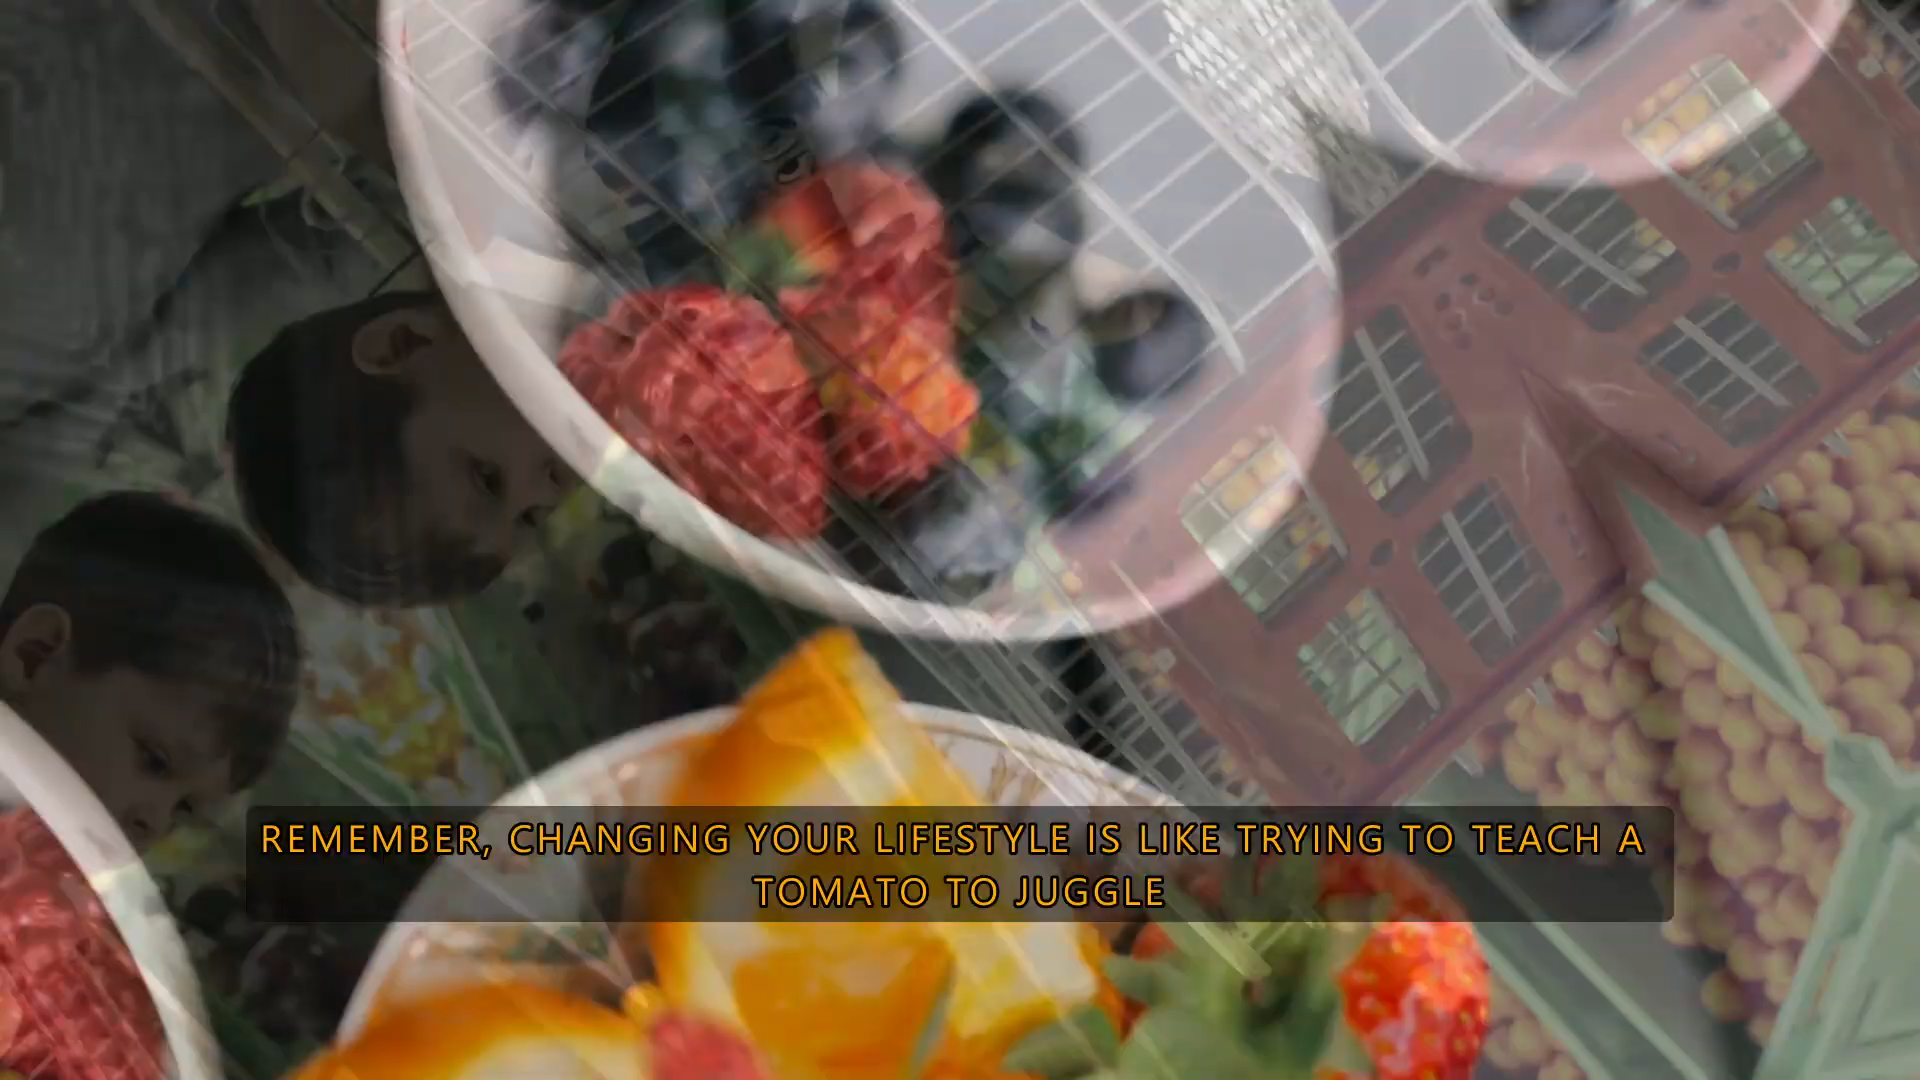 REMEMBER, CHANGING YOUR LIFESTYLE IS LIKE TRYING TO TEACH A
TOMATO TO JUGGLE